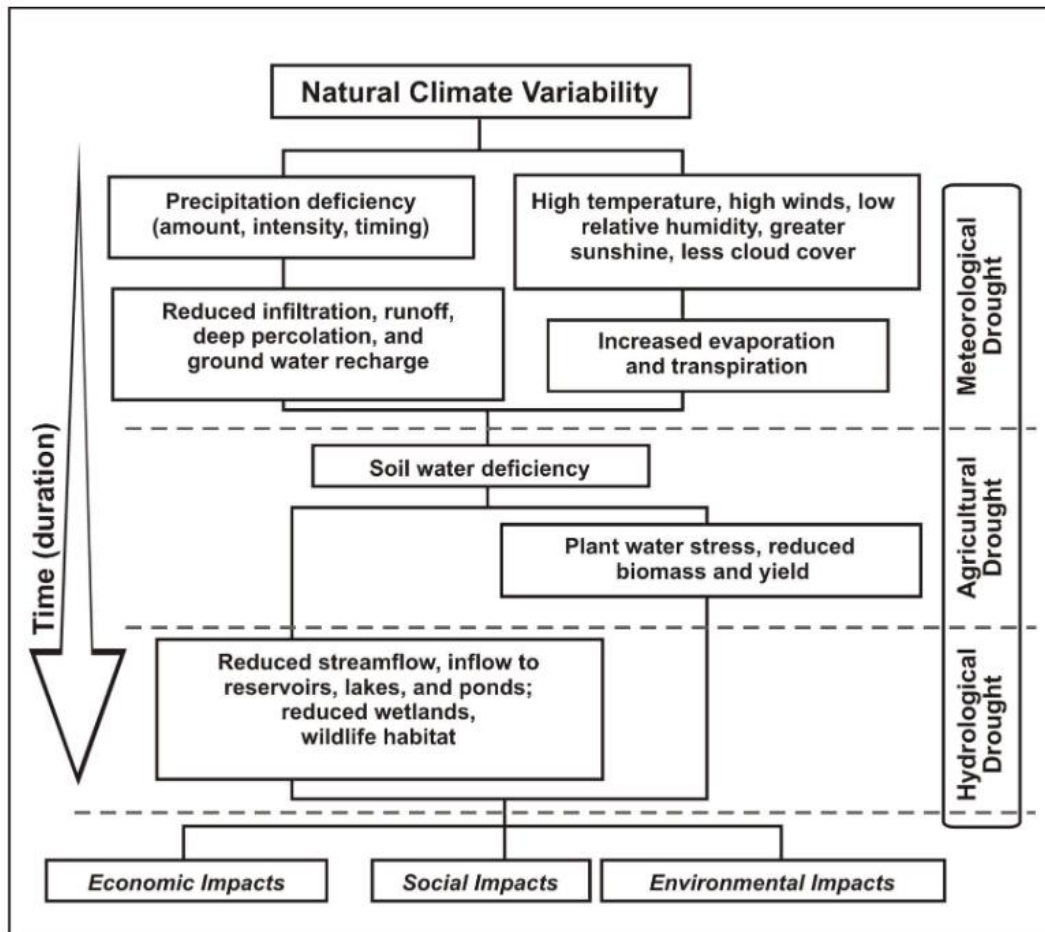 Natural Climate Variability
Precipitation deficiency
(amount, intensity, timing)
High temperature, high winds, low
relative humidity, greater
sunshine, less cloud cover
Reduced infiltration, runoff,
deep percolation, and
ground water recharge
Increased evaporation
and transpiration
Meteorological
Drought
Time (duration)
Soil water deficiency
Plant water stress, reduced
biomass and yield
Agricultural
Drought
Reduced streamflow, inflow to
reservoirs, lakes, and ponds;
reduced wetlands,
wildlife habitat
Hydrological
Drought
Economic Impacts
Social Impacts
Environmental Impacts